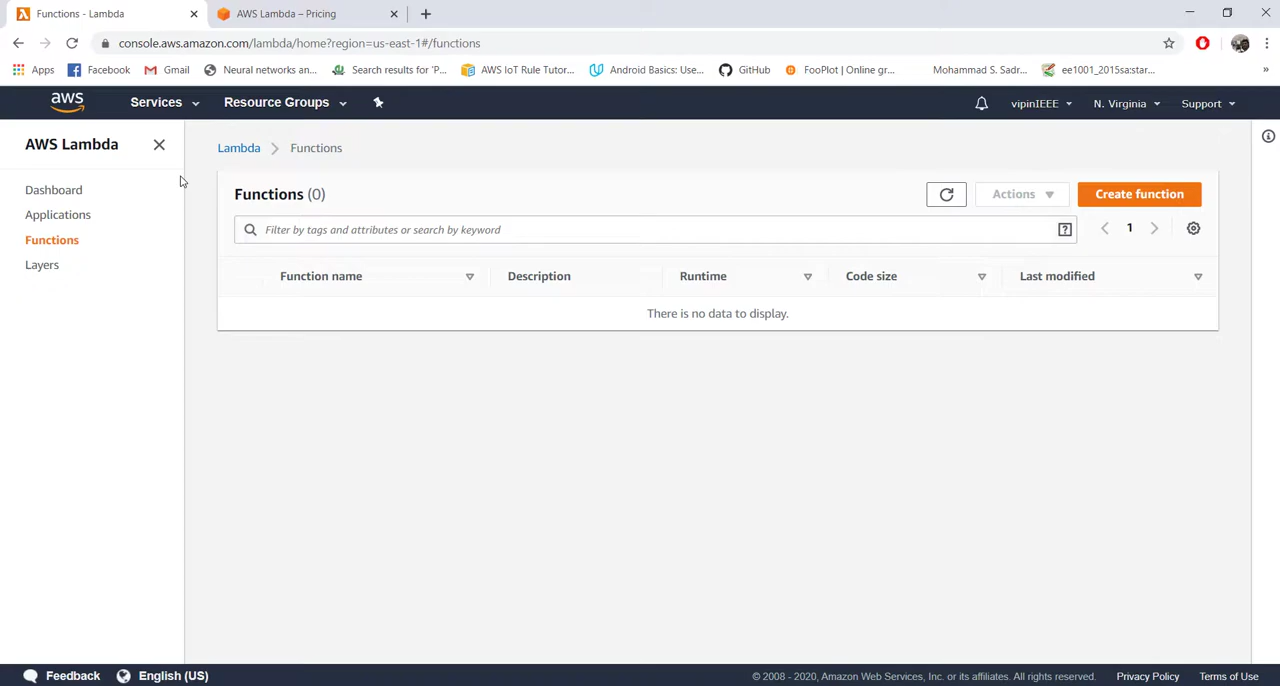 Functions - Lambda
AWS Lambda – Pricing
console.aws.amazon.com/lambda/home?region=us-east-1#/functions
Apps Facebook Gmail Neural networks an... Search results for 'P... AWS IoT Rule Tutor... Android Basics: Use... GitHub FooPlot | Online gr... Mohammad S. Sadr... ee1001_2015sa:star... »
aws Services Resource Groups vipinIEEE N. Virginia Support
AWS Lambda
Dashboard
Applications
Functions
Layers
Lambda > Functions
Functions (0)
Actions
Create function
Filter by tags and attributes or search by keyword
?
1
Function name Description Runtime Code size Last modified
There is no data to display.
Feedback English (US) © 2008 - 2020, Amazon Web Services, Inc. or its affiliates. All rights reserved. Privacy Policy Terms of Use